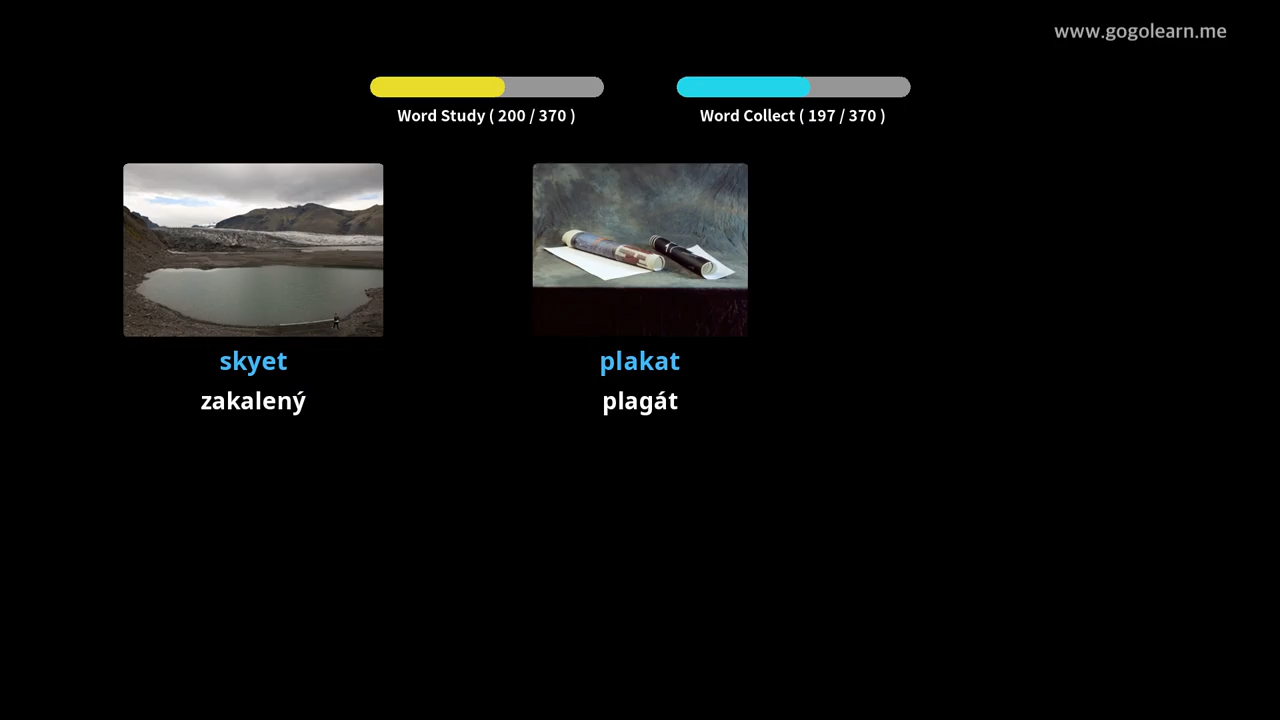 www.gogolearn.me
Word Study ( 200 / 370 )
Word Collect ( 197 / 370 )
skyet
zakalený
plakat
plagát